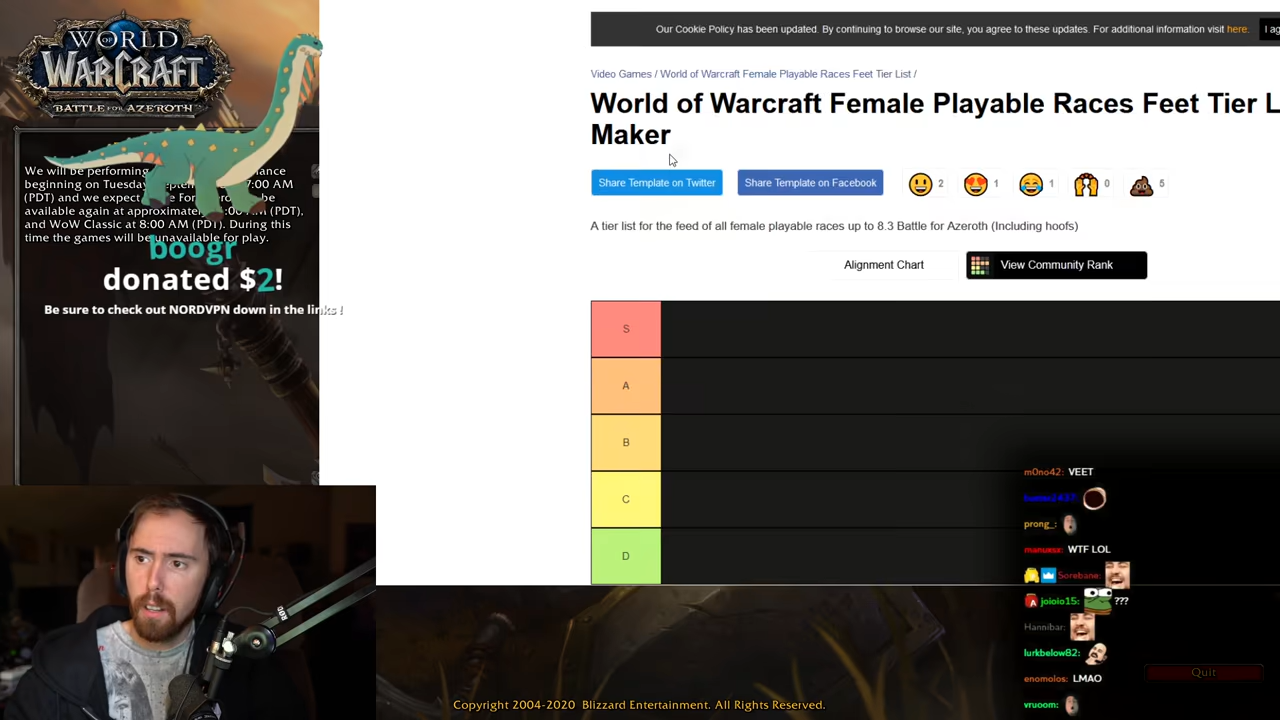 WORLD
OF
WARCRAFT
BATTLE FOR AZEROTH
We will be performing
beginning on Tuesday
7:00 AM
(PDT) and we expect
be
available again at approximately
(PDT),
and WoW Classic at 8:00 AM (PDT). During this
time the games will be unavailable for play.
boogr
donated $2!
Be sure to check out NORDVPN down in the links !
Our Cookie Policy has been updated. By continuing to browse our site, you agree to these updates. For additional information visit here.
I ag
Video Games / World of Warcraft Female Playable Races Feet Tier List /
World of Warcraft Female Playable Races Feet Tier L
Maker
Share Template on Twitter
Share Template on Facebook
2
1
1
0
5
A tier list for the feed of all female playable races up to 8.3 Battle for Azeroth (Including hoofs)
Alignment Chart
View Community Rank
S
A
B
C
D
m0no42: VEET
prong_:
manuxsx: WTF LOL
Sorebane:
joioio15: ???
Hannibar:
lurkbelow82:
enomolos: LMAO
vruoom:
Quit
RODE
Copyright 2004-2020 Blizzard Entertainment. All Rights Reserved.